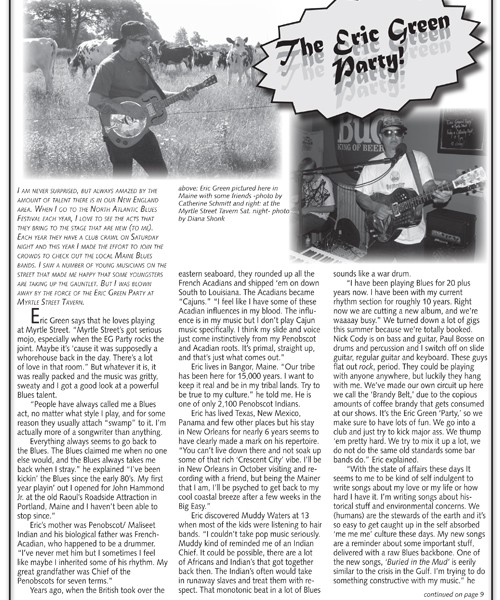 The Eric Green
Party!
Bud
KING OF BEER
above: Eric Green pictured here in
Maine with some friends -photo by
Catherine Schmitt and right: at the
Myrtle Street Tavern Sat. night- photo
by Diana Shonk
I AM NEVER SURPRISED, BUT ALWAYS AMAZED BY THE
AMOUNT OF TALENT THERE IS IN OUR NEW ENGLAND
AREA. WHEN I GO TO THE NORTH ATLANTIC BLUES
FESTIVAL EACH YEAR, I LOVE TO SEE THE ACTS THAT
THEY BRING TO THE STAGE THAT ARE NEW (TO ME).
EACH YEAR THEY HAVE A CLUB CRAWL ON SATURDAY
NIGHT AND THIS YEAR I MADE THE EFFORT TO JOIN THE
CROWDS TO CHECK OUT THE LOCAL MAINE BLUES
BANDS. I SAW A NUMBER OF YOUNG MUSICIANS ON THE
STREET THAT MADE ME HAPPY THAT SOME YOUNGSTERS
ARE TAKING UP THE GAUNTLET. BUT I WAS BLOWN
AWAY BY THE FORCE OF THE ERIC GREEN PARTY AT
MYRTLE STREET TAVERN.
Eric Green says that he loves playing
at Myrtle Street. "Myrtle Street's got serious
mojo, especially when the EG Party rocks the
joint. Maybe it's 'cause it was supposedly a
whorehouse back in the day. There's a lot
of love in that room." But whatever it is, it
was really packed and the music was gritty,
sweaty and I got a good look at a powerful
Blues talent.
"People have always called me a Blues
act, no matter what style I play, and for some
reason they usually attach "swamp" to it. I'm
actually more of a songwriter than anything.
Everything always seems to go back to
the Blues. The Blues claimed me when no one
else would, and the Blues always takes me
back when I stray." he explained "I've been
kickin' the Blues since the early 80s. My first
year playin' out I opened for John Hammond
Jr. at the old Raoul's Roadside Attraction in
Portland, Maine and I haven't been able to
stop since."
Eric's mother was Penobscot/ Maliseet
Indian and his biological father was French-
Acadian, who happened to be a drummer.
"I've never met him but I sometimes I feel
like maybe I inherited some of his rhythm. My
great grandfather was Chief of the
Penobscots for seven terms."
Years ago, when the British took over the
eastern seaboard, they rounded up all the
French Acadians and shipped 'em on down
South to Louisiana. The Acadians became
"Cajuns." "I feel like I have some of these
Acadian influences in my blood. The influ-
ence is in my music but I don't play Cajun
music specifically. I think my slide and voice
just come instinctively from my Penobscot
and Acadian roots. It's primal, straight up,
and that's just what comes out."
Eric lives in Bangor, Maine. "Our tribe
has been here for 15,000 years. I want to
keep it real and be in my tribal lands. Try to
be true to my culture." he told me. He is
one of only 2,100 Penobscot Indians.
Eric has lived Texas, New Mexico,
Panama and few other places but his stay
in New Orleans for nearly 6 years seems to
have clearly made a mark on his repertoire.
"You can't live down there and not soak up
some of that rich 'Crescent City' vibe. I'll be
in New Orleans in October visiting and re-
cording with a friend, but being the Mainer
that I am, I'll be psyched to get back to my
cool coastal breeze after a few weeks in the
Big Easy."
Eric discovered Muddy Waters at 13
when most of the kids were listening to hair
bands. "I couldn't take pop music seriously.
Muddy kind of reminded me of an Indian
Chief. It could be possible, there are a lot
of Africans and Indian's that got together
back then. The Indian's often would take
in runaway slaves and treat them with re-
spect. That monotonic beat in a lot of Blues
sounds like a war drum.
"I have been playing Blues for 20 plus
years now. I have been with my current
rhythm section for roughly 10 years. Right
now we are cutting a new album, and we're
waaaay busy." We turned down a lot of gigs
this summer because we're totally booked.
Nick Cody is on bass and guitar, Paul Bosse on
drums and percussion and I switch off on slide
guitar, regular guitar and keyboard. These guys
flat out rock, period. They could be playing
with anyone anywhere, but luckily they hang
with me. We've made our own circuit up here
we call the 'Brandy Belt,' due to the copious
amounts of coffee brandy that gets consumed
at our shows. It's the Eric Green 'Party,' so we
make sure to have lots of fun. We go into a
club and just try to kick major ass. We thump
'em pretty hard. We try to mix it up a lot, we
do not do the same old standards some bar
bands do." Eric explained.
"With the state of affairs these days It
seems to me to be kind of self indulgent to
write songs about my love or my life or how
hard I have it. I'm writing songs about his-
torical stuff and environmental concerns. We
(humans) are the stewards of the earth and it's
so easy to get caught up in the self absorbed
'me me me' culture these days. My new songs
are a reminder about some important stuff,
delivered with a raw Blues backbone. One of
the new songs, 'Buried in the Mud' is eerily
similar to the crisis in the Gulf. I'm trying to do
something constructive with my music." he
continued on page 9